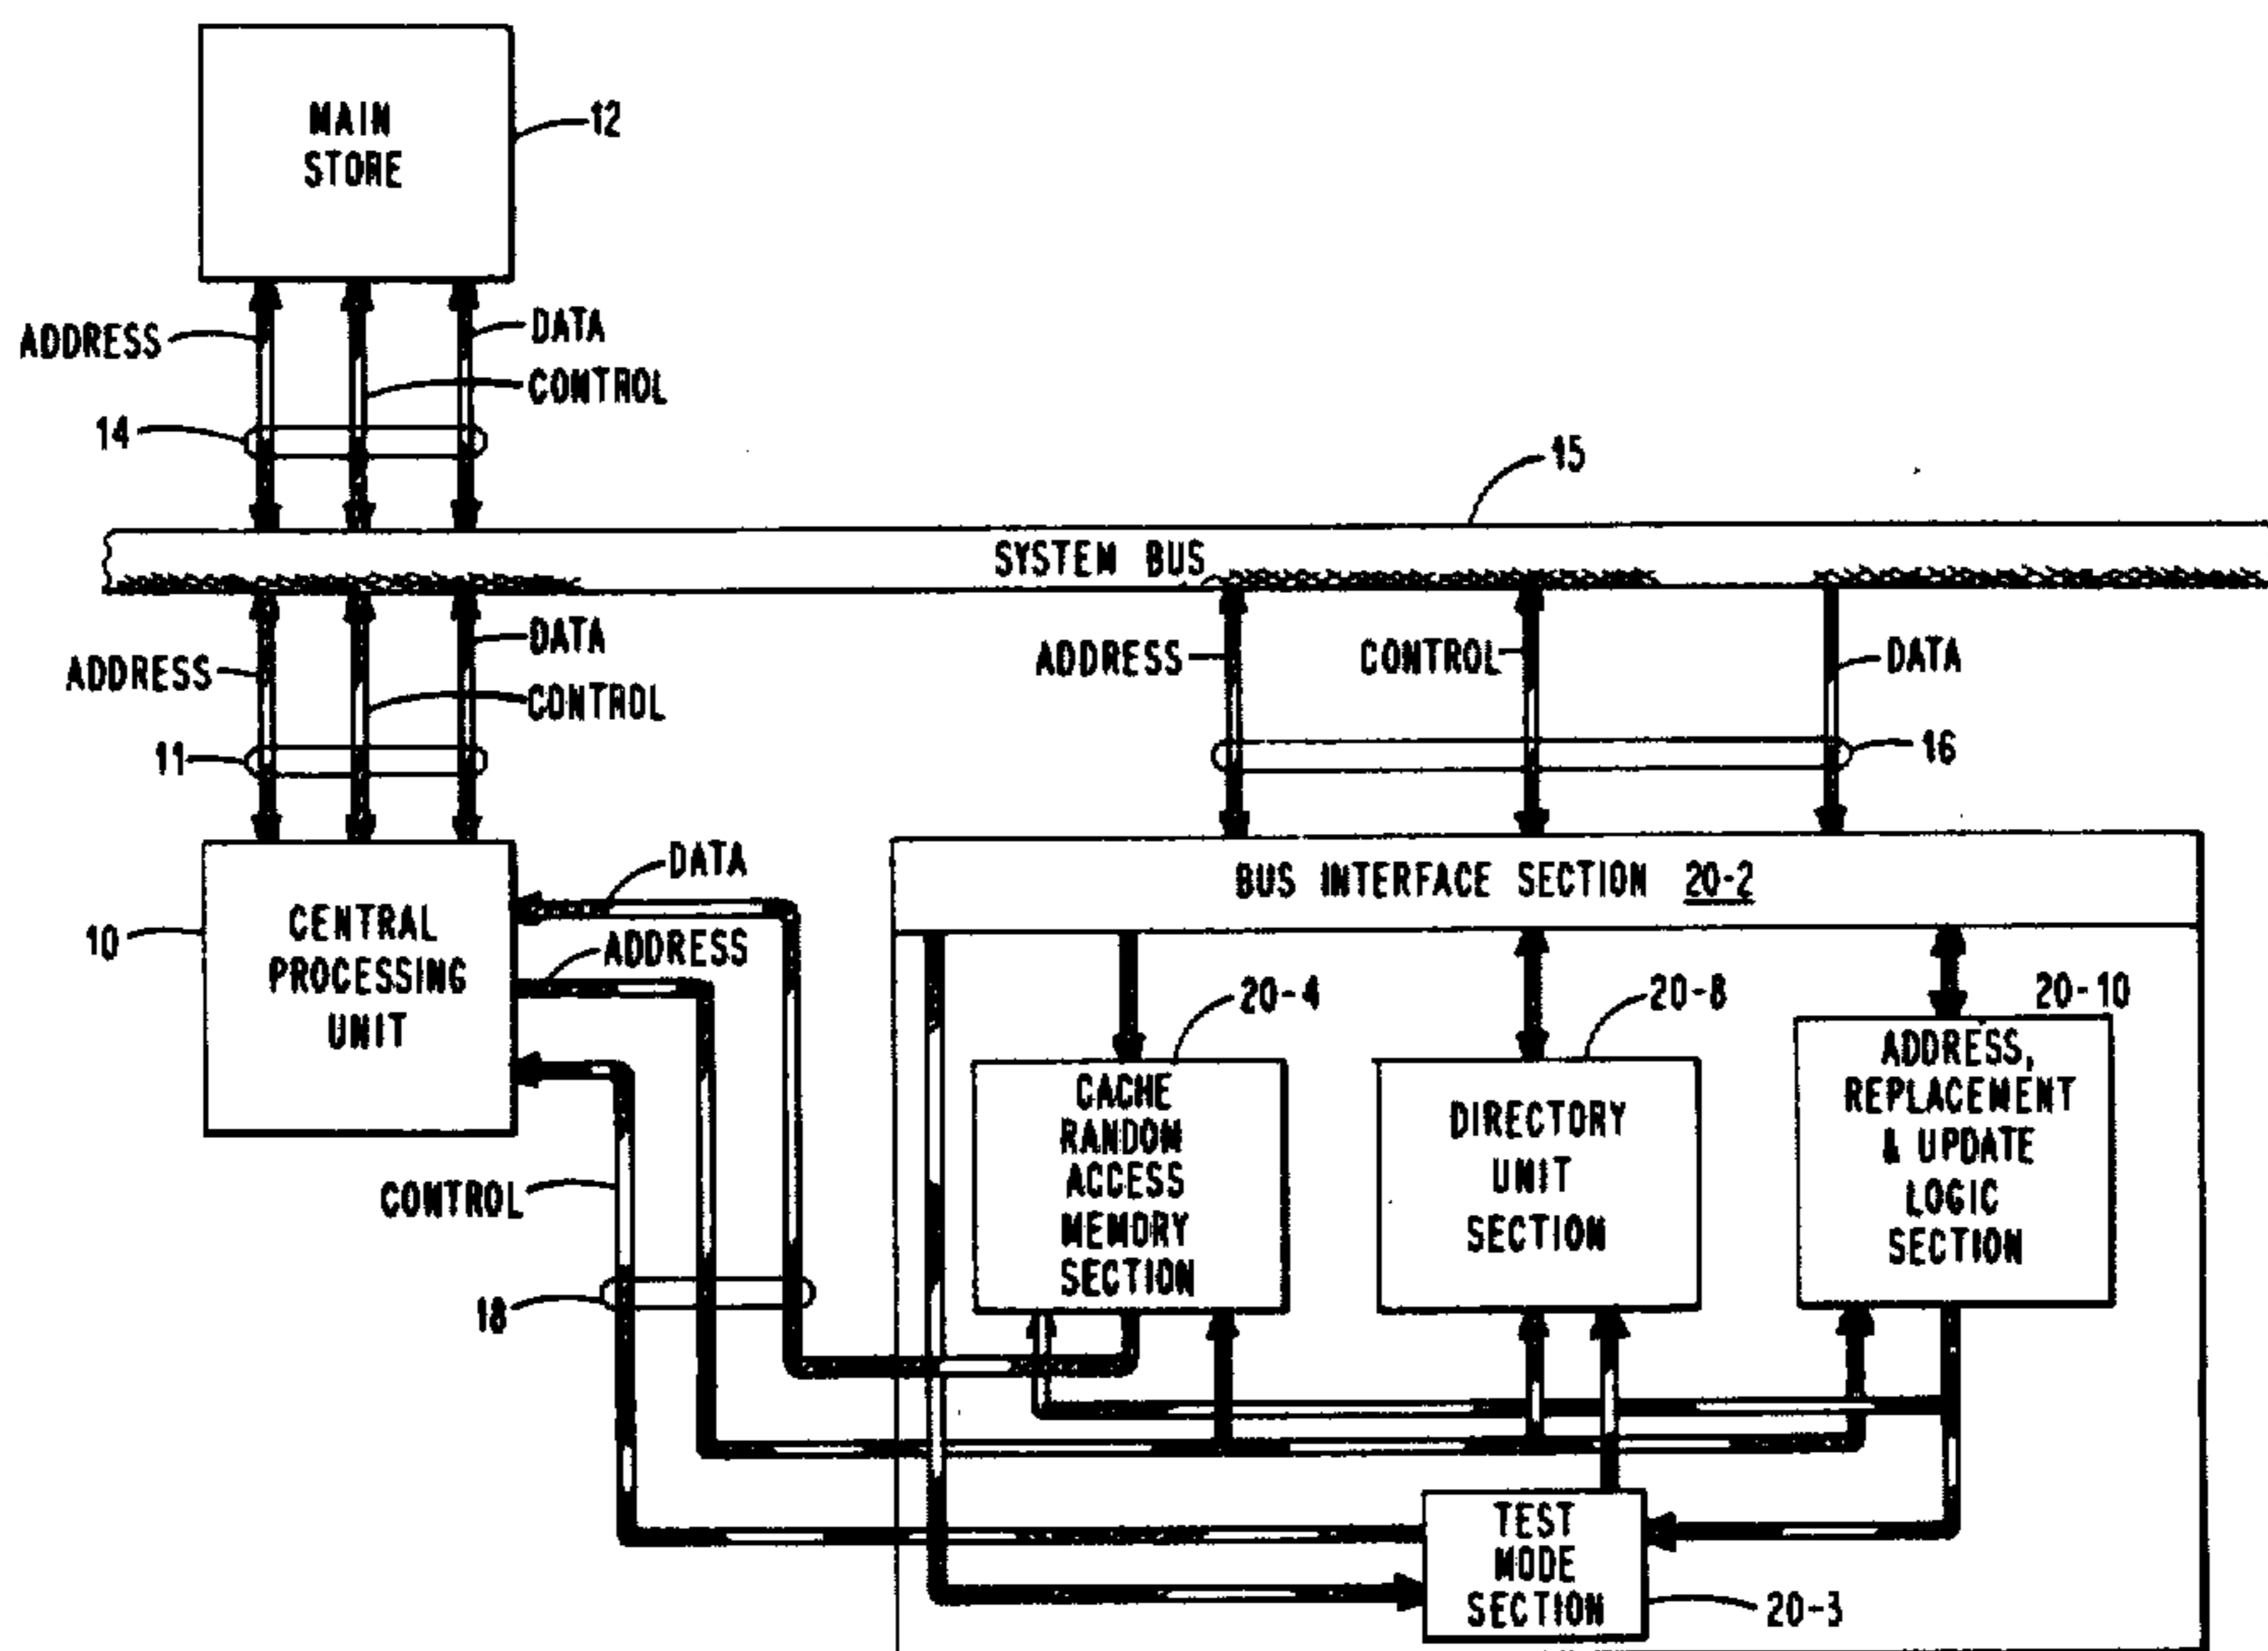 MAIN
STORE
12
ADDRESS
DATA
CONTROL
14
15
SYSTEM BUS
ADDRESS
DATA
CONTROL
11
ADDRESS
CONTROL
DATA
16
10
CENTRAL
PROCESSING
UNIT
DATA
ADDRESS
CONTROL
18
BUS INTERFACE SECTION 20-2
20-4
CACHE
RANDOM
ACCESS
MEMORY
SECTION
20-8
DIRECTORY
UNIT
SECTION
20-10
ADDRESS,
REPLACEMENT
& UPDATE
LOGIC
SECTION
TEST
MODE
SECTION
20-3